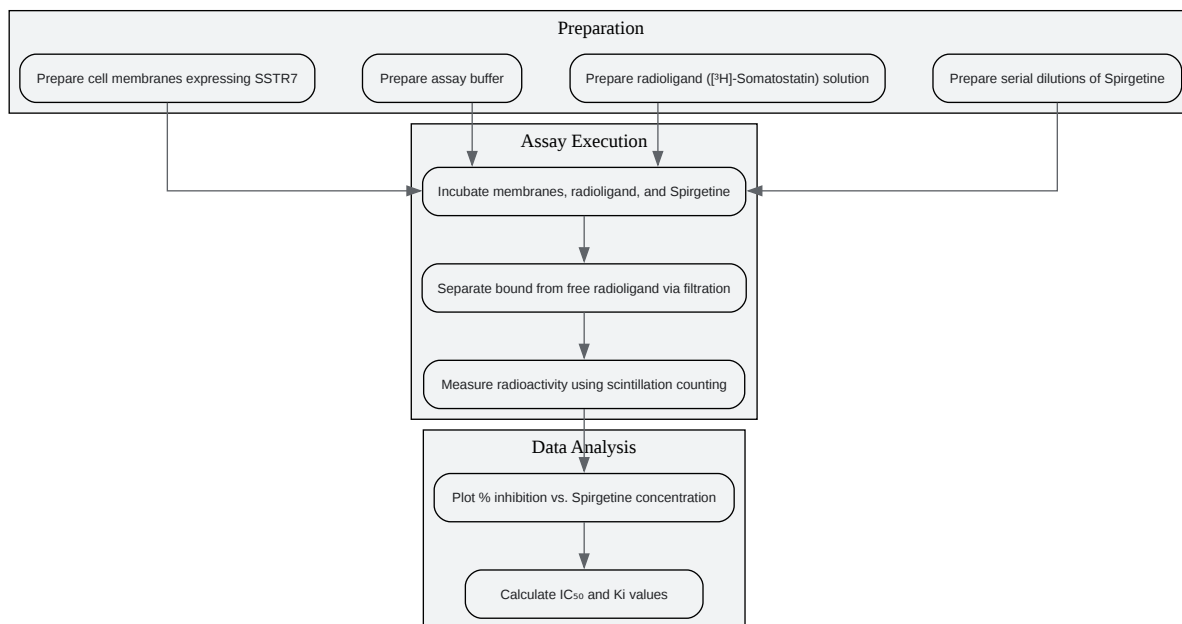 Preparation
Prepare cell membranes expressing SSTR7
Prepare assay buffer
Prepare radioligand ([³H]-Somatostatin) solution
Prepare serial dilutions of Spirgetine
Assay Execution
Incubate membranes, radioligand, and Spirgetine
Separate bound from free radioligand via filtration
Measure radioactivity using scintillation counting
Data Analysis
Plot % inhibition vs. Spirgetine concentration
Calculate IC₅₀ and Ki values